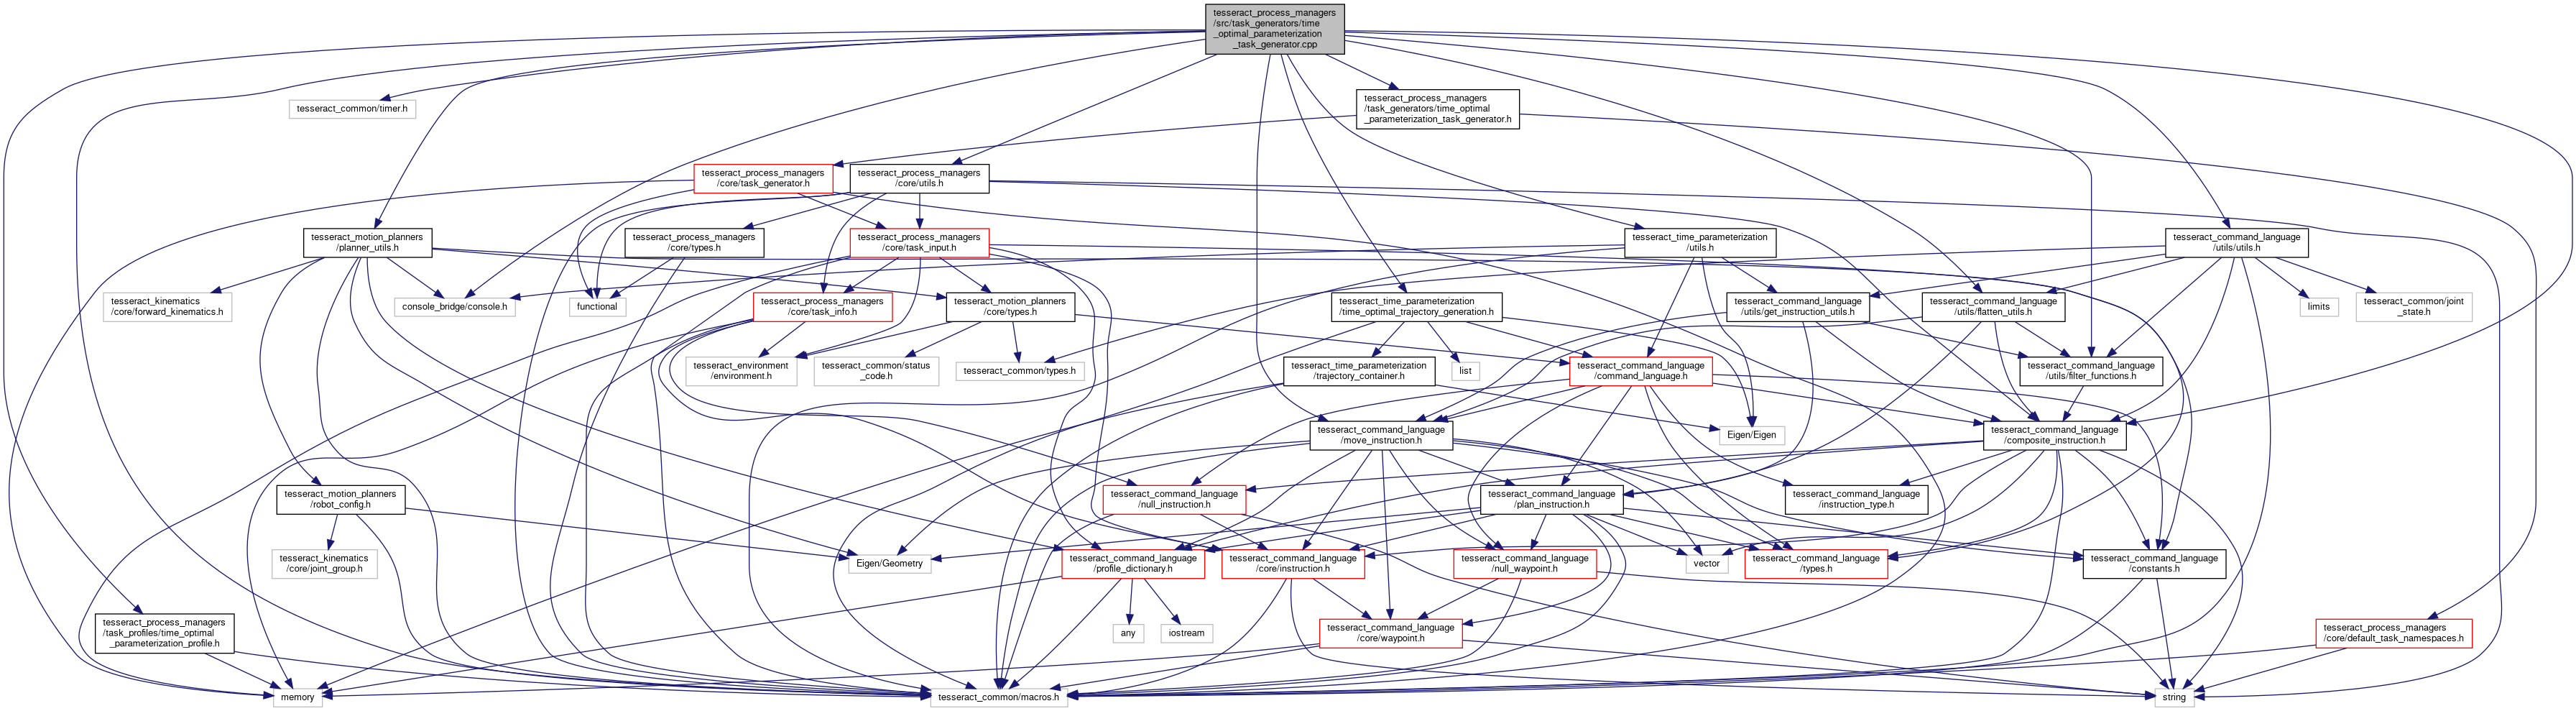 tesseract_process_managers
/src/task_generators/time
_optimal_parameterization
_task_generator.cpp
tesseract_common/timer.h
tesseract_process_managers
/task_generators/time_optimal
_parameterization_task_generator.h
tesseract_process_managers
/core/task_generator.h
tesseract_process_managers
/core/utils.h
tesseract_motion_planners
/planner_utils.h
tesseract_process_managers
/core/types.h
tesseract_process_managers
/core/task_input.h
tesseract_time_parameterization
/utils.h
tesseract_command_language
/utils/utils.h
tesseract_kinematics
/core/forward_kinematics.h
console_bridge/console.h
functional
tesseract_process_managers
/core/task_info.h
tesseract_motion_planners
/core/types.h
tesseract_time_parameterization
/time_optimal_trajectory_generation.h
tesseract_command_language
/utils/get_instruction_utils.h
tesseract_command_language
/utils/flatten_utils.h
limits
tesseract_common/joint
_state.h
tesseract_environment
/environment.h
tesseract_common/status
_code.h
tesseract_common/types.h
tesseract_time_parameterization
/trajectory_container.h
list
tesseract_command_language
/command_language.h
tesseract_command_language
/utils/filter_functions.h
tesseract_command_language
/move_instruction.h
Eigen/Eigen
tesseract_command_language
/composite_instruction.h
tesseract_motion_planners
/robot_config.h
tesseract_command_language
/null_instruction.h
tesseract_command_language
/plan_instruction.h
tesseract_command_language
/instruction_type.h
tesseract_kinematics
/core/joint_group.h
Eigen/Geometry
tesseract_command_language
/profile_dictionary.h
tesseract_command_language
/core/instruction.h
tesseract_command_language
/null_waypoint.h
vector
tesseract_command_language
/types.h
tesseract_command_language
/constants.h
tesseract_process_managers
/task_profiles/time_optimal
_parameterization_profile.h
any
iostream
tesseract_command_language
/core/waypoint.h
tesseract_process_managers
/core/default_task_namespaces.h
memory
tesseract_common/macros.h
string